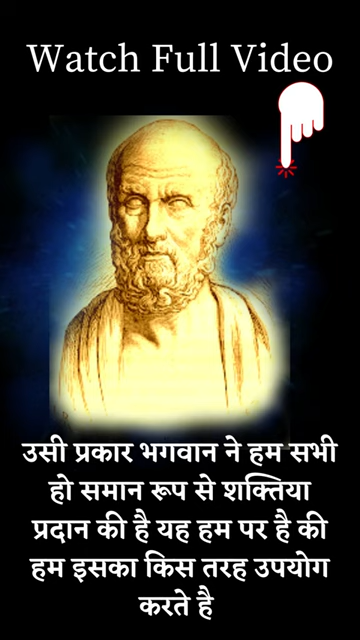 Watch Full Video
उसी प्रकार भगवान ने हम सभी
हो समान रूप से शक्तिया
प्रदान की है यह हम पर है की
हम इसका किस तरह उपयोग
करते है